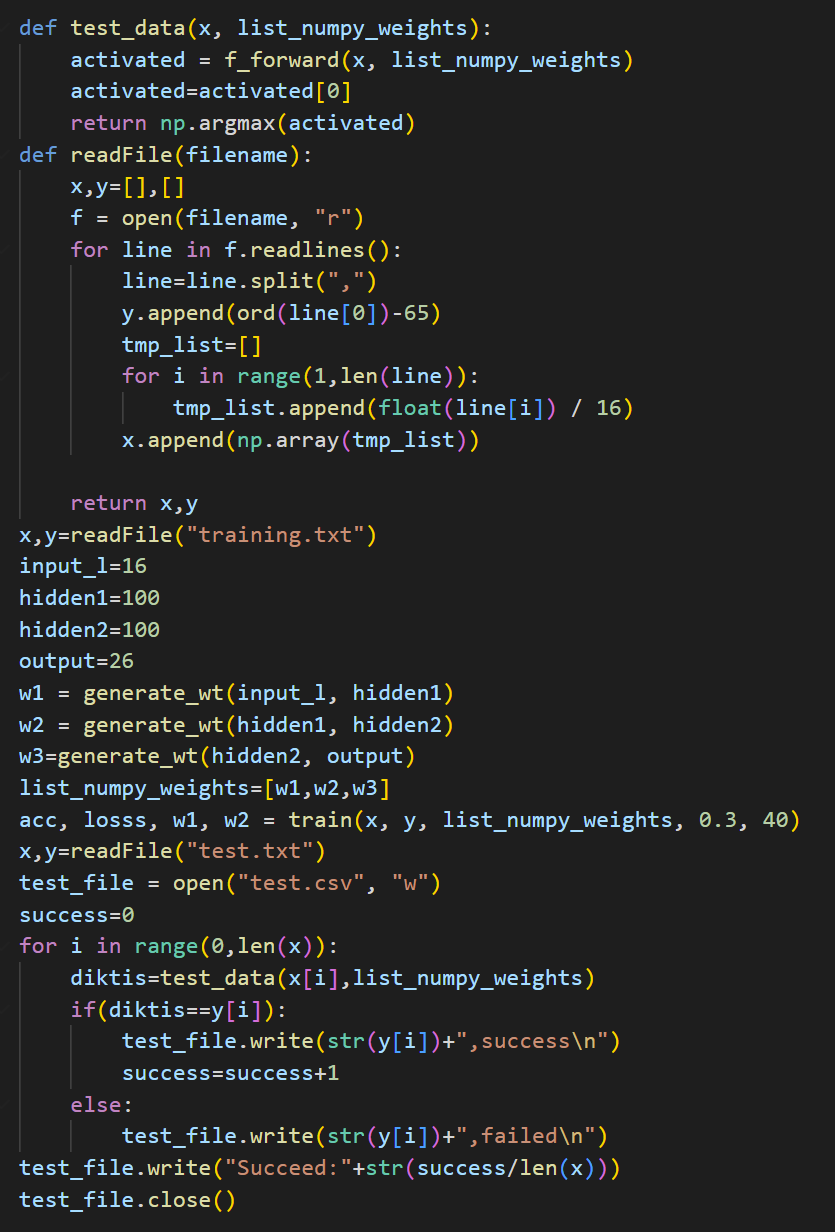 def test_data(x, list_numpy_weights):
    activated = f_forward(x, list_numpy_weights)
    activated=activated[0]
    return np.argmax(activated)
def readFile(filename):
    x,y=[],[]
    f = open(filename, "r")
    for line in f.readlines():
        line=line.split(",")
        y.append(ord(line[0])-65)
        tmp_list=[]
        for i in range(1,len(line)):
            tmp_list.append(float(line[i]) / 16)
        x.append(np.array(tmp_list))

    return x,y
x,y=readFile("training.txt")
input_l=16
hidden1=100
hidden2=100
output=26
w1 = generate_wt(input_l, hidden1)
w2 = generate_wt(hidden1, hidden2)
w3=generate_wt(hidden2, output)
list_numpy_weights=[w1,w2,w3]
acc, losss, w1, w2 = train(x, y, list_numpy_weights, 0.3, 40)
x,y=readFile("test.txt")
test_file = open("test.csv", "w")
success=0
for i in range(0,len(x)):
    diktis=test_data(x[i],list_numpy_weights)
    if(diktis==y[i]):
        test_file.write(str(y[i])+",success\n")
        success=success+1
    else:
        test_file.write(str(y[i])+",failed\n")
test_file.write("Succeed:"+str(success/len(x)))
test_file.close()